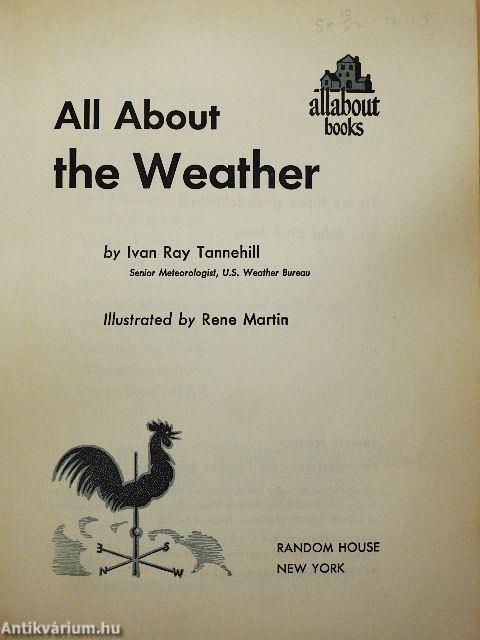 allabout
books
All About
the Weather
by Ivan Ray Tannehill
Senior Meteorologist, U.S. Weather Bureau
Illustrated by Rene Martin
E S
N W
RANDOM HOUSE
NEW YORK
Antikvárium.hu